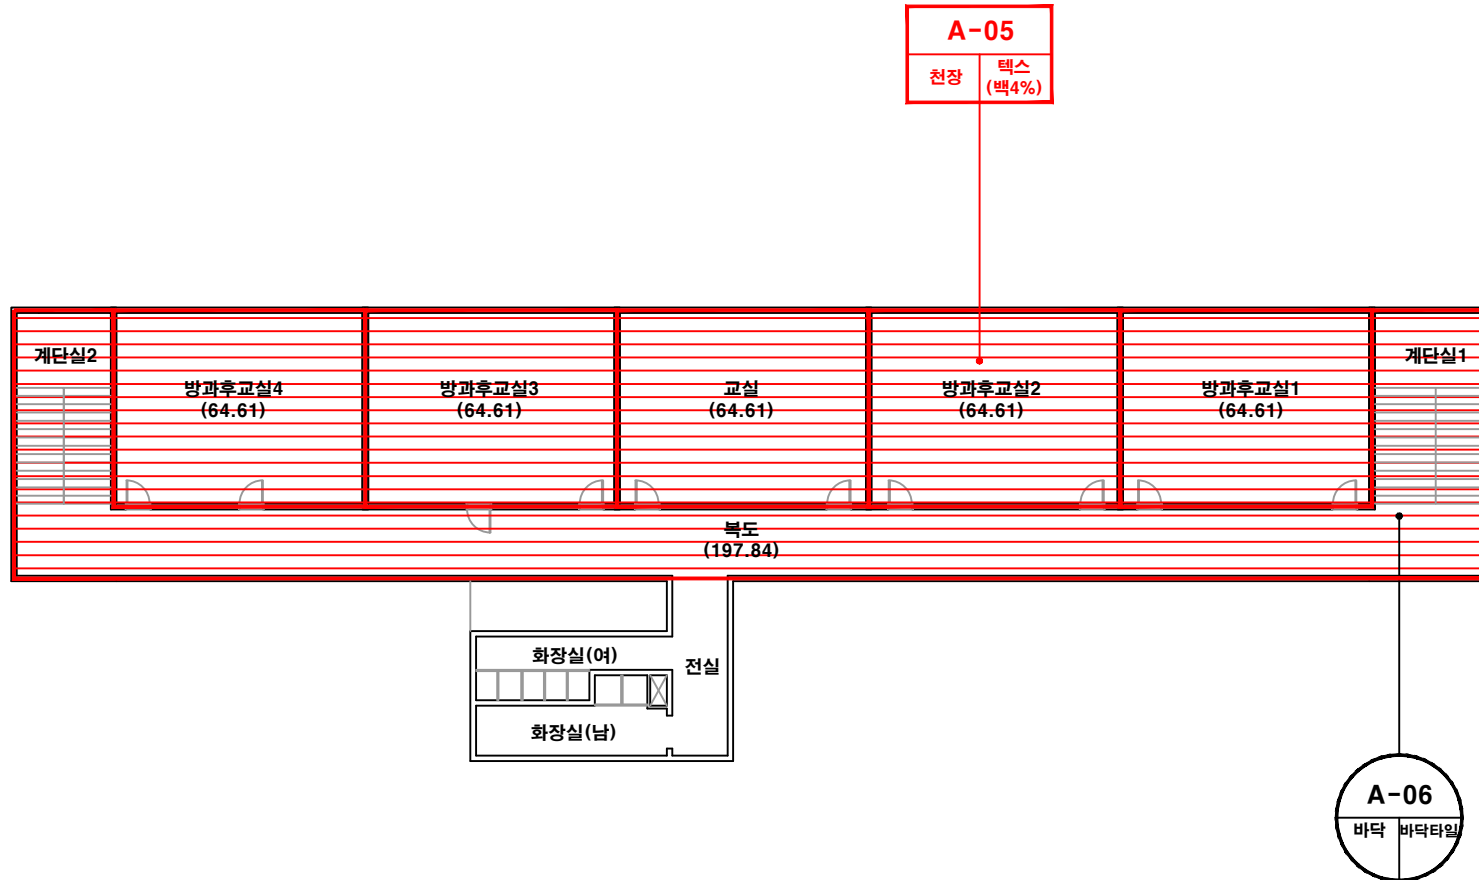 A-05
천장
텍스
(백4%)
계단실2
계단실1
방과후교실4
(64.61)
방과후교실3
(64.61)
교실
(64.61)
방과후교실2
(64.61)
방과후교실1
(64.61)
복도
(197.84)
화장실(여)
전실
화장실(남)
A-06
바닥
바닥타일